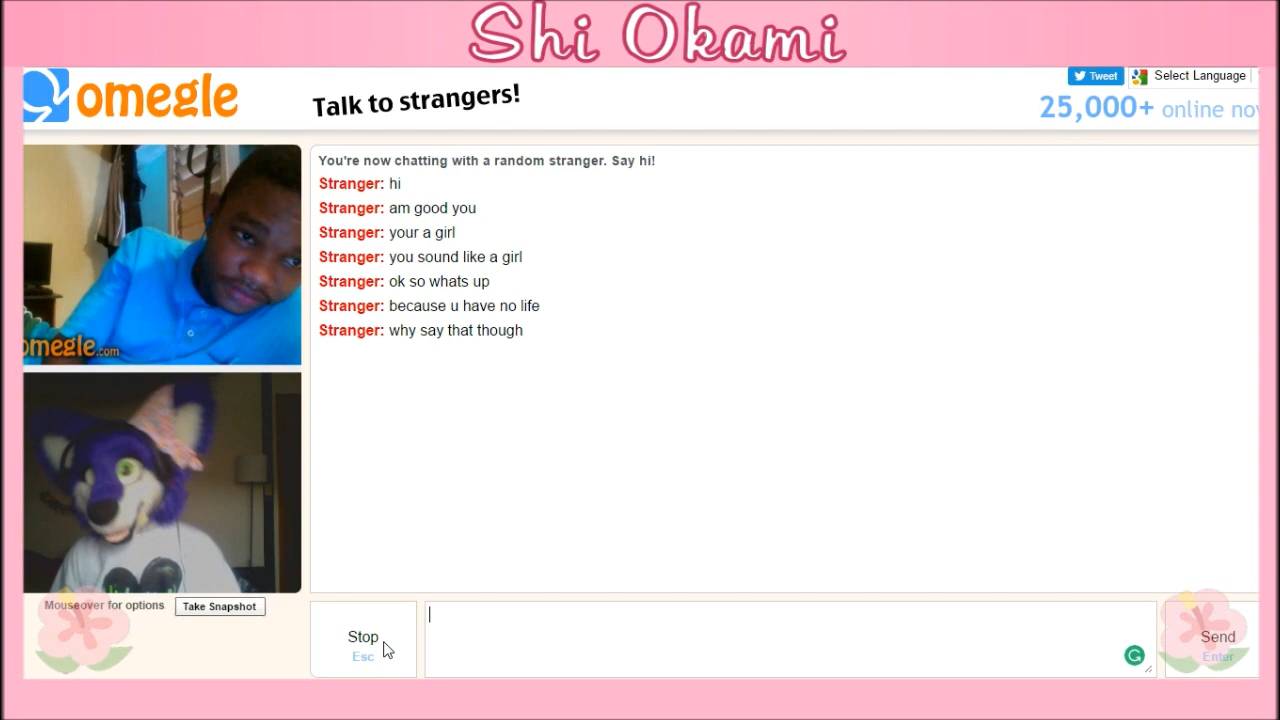 Shi Okami
omegle
Talk to strangers!
Tweet
Select Language
25,000+ online no
You're now chatting with a random stranger. Say hi!
Stranger: hi
Stranger: am good you
Stranger: your a girl
Stranger: you sound like a girl
Stranger: ok so whats up
Stranger: because u have no life
Stranger: why say that though
omegle.com
Mouseover for options
Take Snapshot
Stop
Esc
Send
Enter